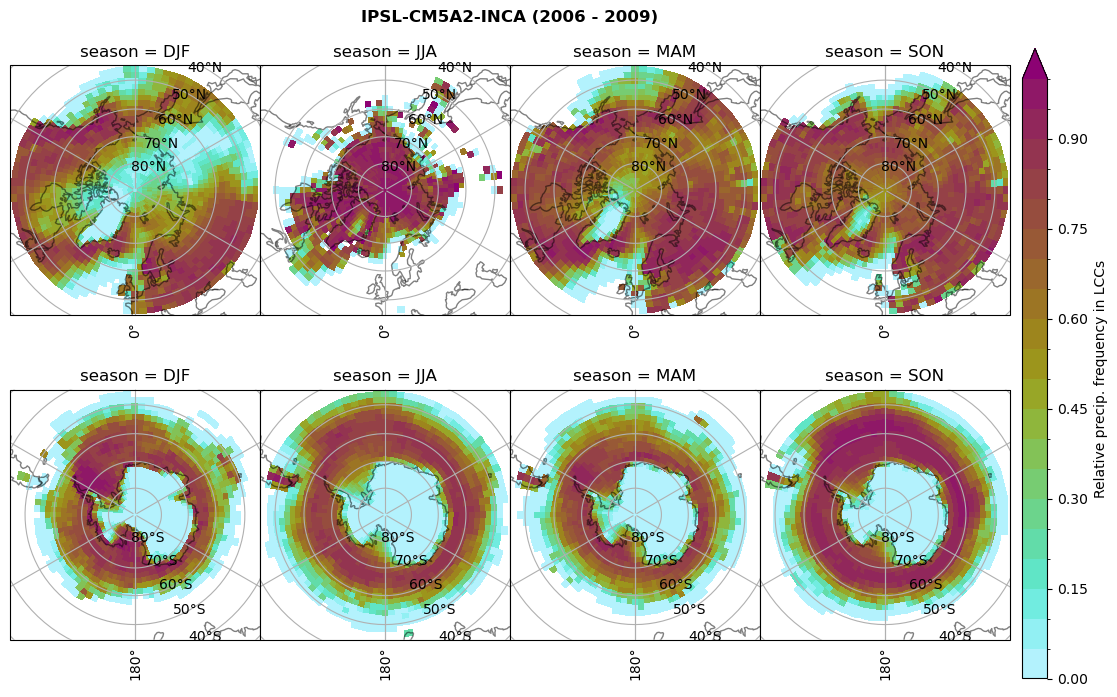 IPSL-CM5A2-INCA (2006 - 2009)
season = DJF
season = JJA
season = MAM
season = SON
40°N
50°N
60°N
70°N
80°N
0°
40°N
50°N
60°N
70°N
80°N
0°
40°N
50°N
60°N
70°N
80°N
0°
40°N
50°N
60°N
70°N
80°N
0°
season = DJF
season = JJA
season = MAM
season = SON
80°S
70°S
60°S
50°S
40°S
180°
80°S
70°S
60°S
50°S
40°S
180°
80°S
70°S
60°S
50°S
40°S
180°
80°S
70°S
60°S
50°S
40°S
180°
0.90
0.75
0.60
0.45
0.30
0.15
0.00
Relative precip. frequency in LCCs